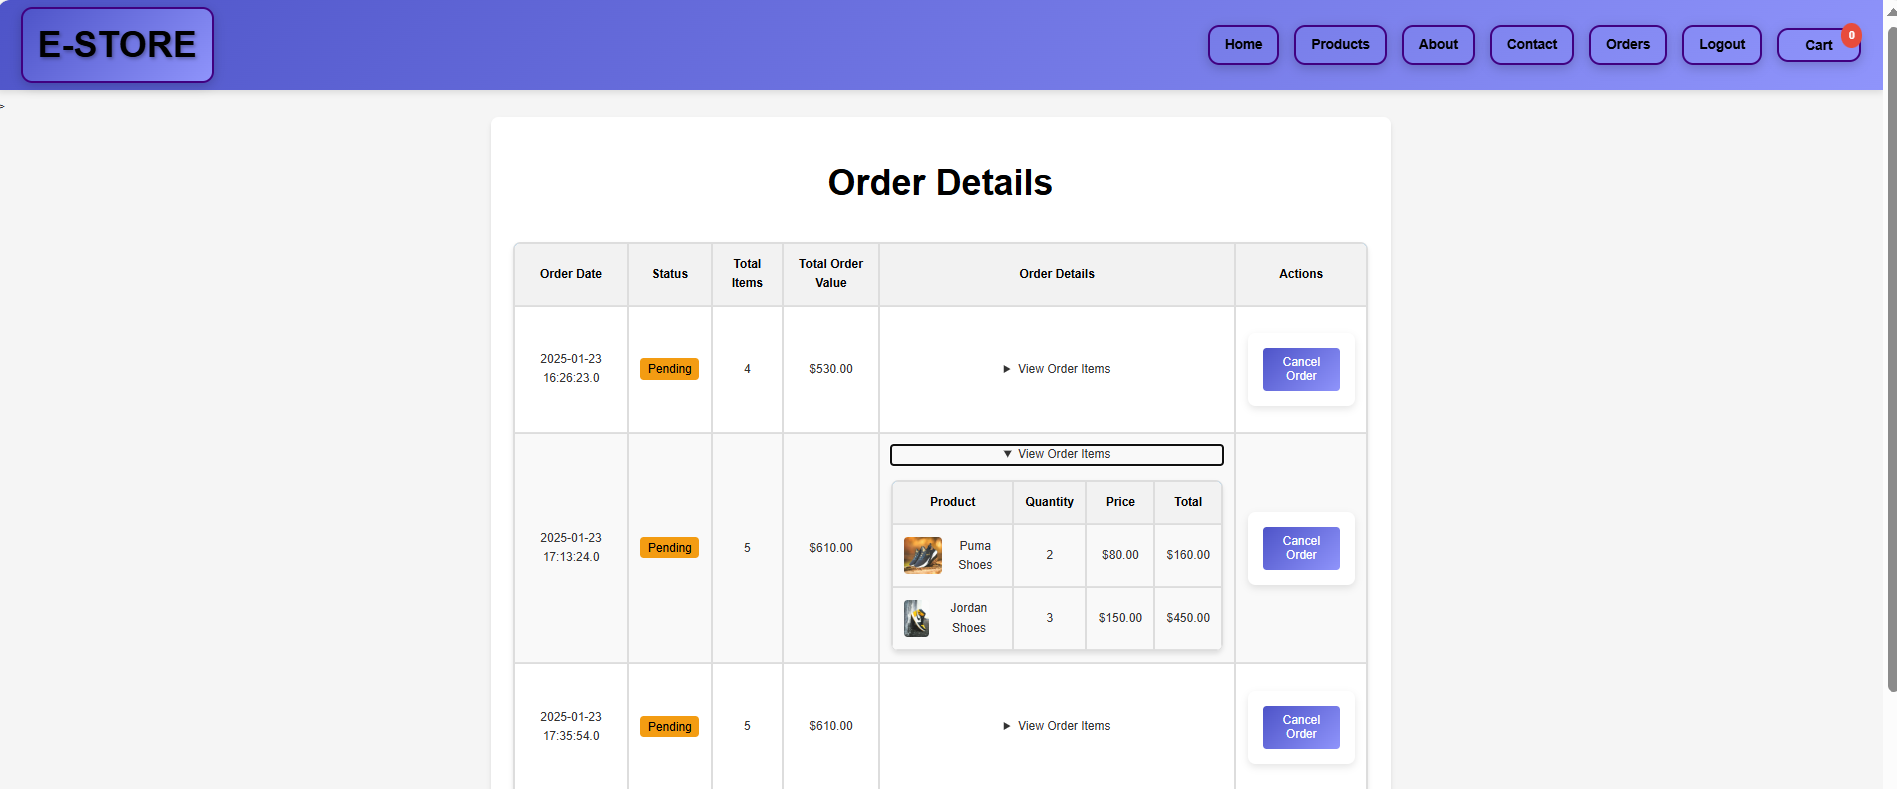 E-STORE
Home
Products
About
Contact
Orders
Logout
Cart
0
>
Order Details
Order Date
Status
Total
Items
Total Order
Value
Order Details
Actions
2025-01-23
16:26:23.0
Pending
4
$530.00
► View Order Items
Cancel
Order
2025-01-23
17:13:24.0
Pending
5
$610.00
▼ View Order Items
Product
Quantity
Price
Total
Puma
Shoes
2
$80.00
$160.00
Jordan
Shoes
3
$150.00
$450.00
Cancel
Order
2025-01-23
17:35:54.0
Pending
5
$610.00
► View Order Items
Cancel
Order